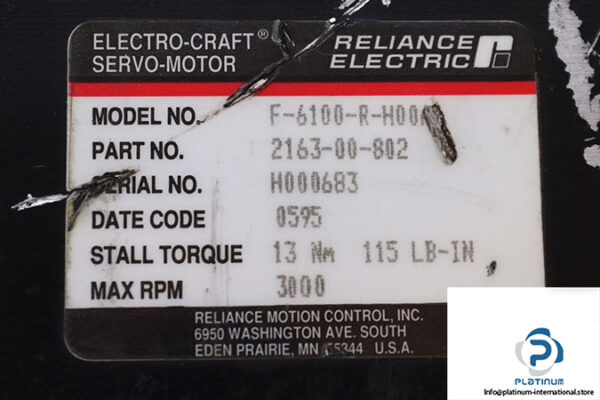 ELECTRO-CRAFT®
SERVO-MOTOR
RELIANCE
ELECTRIC
MODEL NO. F-6100-R-H00
PART NO. 2163-00-802
SERIAL NO. H000683
DATE CODE 0595
STALL TORQUE 13 Nm 115 LB-IN
MAX RPM 3000
RELIANCE MOTION CONTROL, INC.
6950 WASHINGTON AVE. SOUTH
EDEN PRAIRIE, MN 55344 U.S.A.
PLATINUM
Info@platinum-international.store